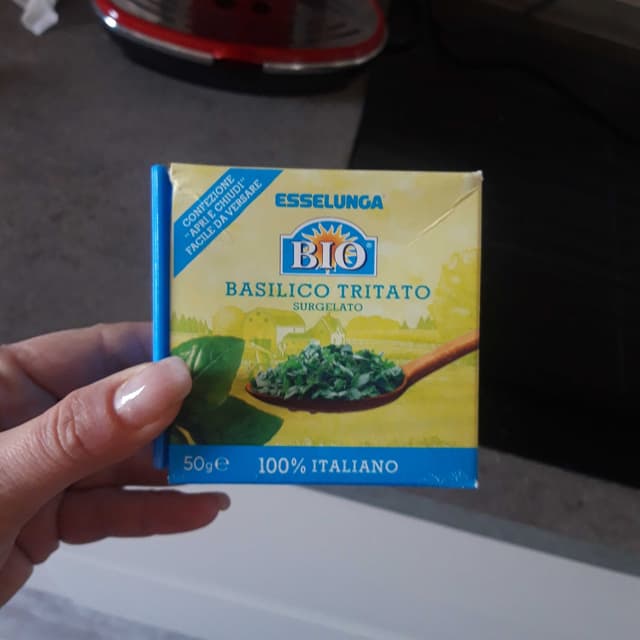 CONFEZIONE
"APRI E CHIUDI"
FACILE DA VERSARE
ESSELUNGA
BIO
BASILICO TRITATO
SURGELATO
50g℮
100% ITALIANO